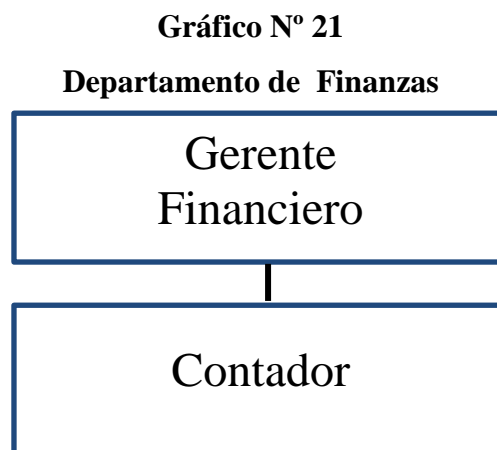 Gráfico Nº 21
Departamento de Finanzas
Gerente
Financiero
Contador